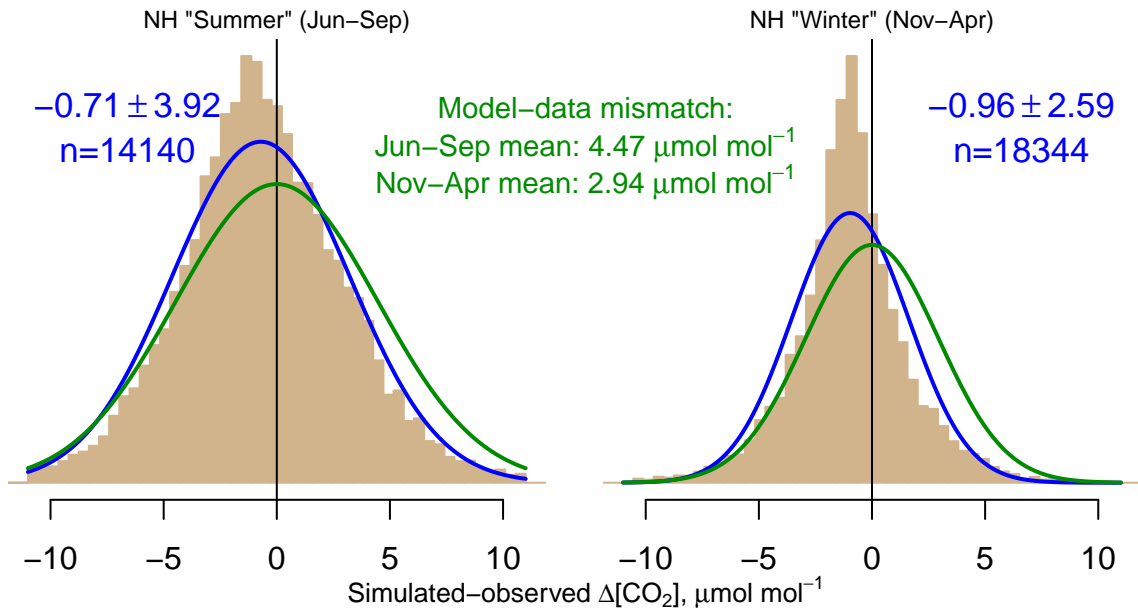 NH "Summer" (Jun−Sep)
NH "Winter" (Nov−Apr)
−0.71 ± 3.92
n=14140
Model−data mismatch:
Jun−Sep mean: 4.47 μmol mol⁻¹
Nov−Apr mean: 2.94 μmol mol⁻¹
−0.96 ± 2.59
n=18344
−10 −5 0 5 10
−10 −5 0 5 10
Simulated−observed Δ[CO₂], μmol mol⁻¹